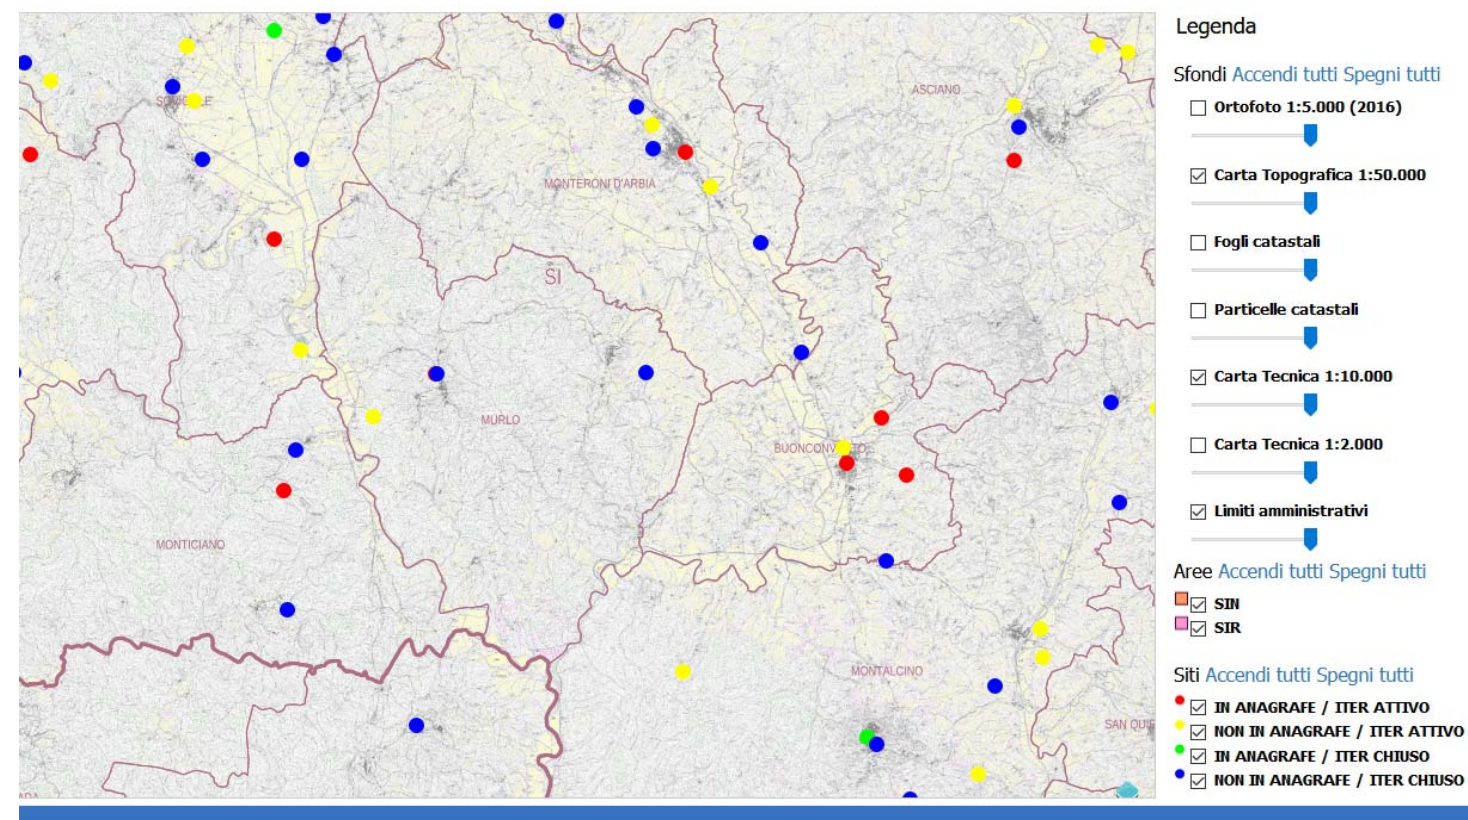 ASCIANO
MONTERONI D'ARBIA
SI
MURLO
MONTICIANO
MONTALCINO
Legenda
Sfondi Accendi tutti Spegni tutti
Ortofoto 1:5.000 (2016)
Carta Topografica 1:50.000
Fogli catastali
Particelle catastali
Carta Tecnica 1:10.000
Carta Tecnica 1:2.000
Limiti amministrativi
Aree Accendi tutti Spegni tutti
SIN
SIR
Siti Accendi tutti Spegni tutti
IN ANAGRAFE / ITER ATTIVO
NON IN ANAGRAFE / ITER ATTIVO
IN ANAGRAFE / ITER CHIUSO
NON IN ANAGRAFE / ITER CHIUSO